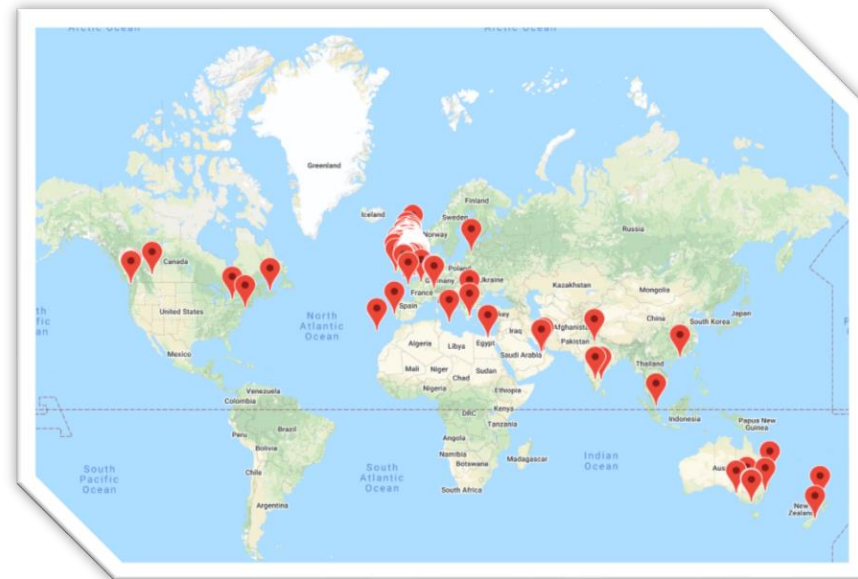 Arctic Ocean
Greenland
Iceland
Finland
Sweden
Norway
Russia
Canada
Poland
Germany
Ukraine
France
Kazakhstan
Mongolia
Spain
United States
North
Atlantic
Ocean
China
South Korea
Japan
Iraq
Afghanistan
Pakistan
Algeria
Libya
Egypt
Saudi Arabia
Mexico
Mali
Niger
Chad
Sudan
Thailand
Nigeria
Ethiopia
Venezuela
Colombia
Kenya
DRC
Tanzania
Indonesia
Papua New
Guinea
Peru
Brazil
Bolivia
Angola
Namibia
Botswana
Madagascar
Indian
Ocean
South
Pacific
Ocean
Chile
South
Atlantic
Ocean
South Africa
Argentina
Aus
New
Zealand